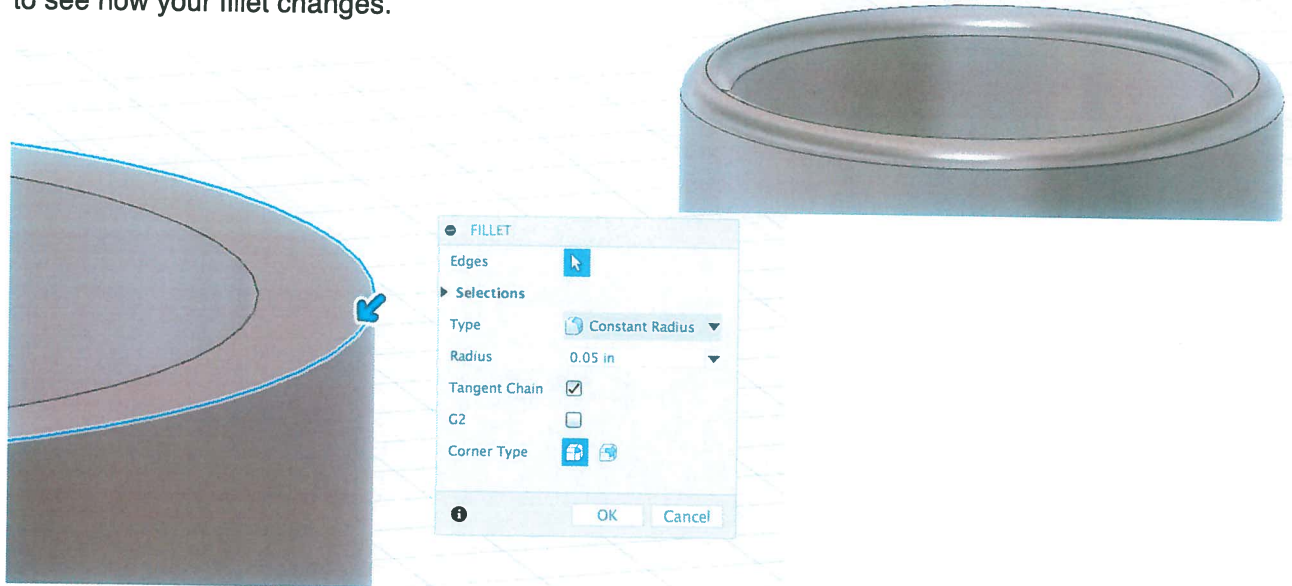 to see how your fillet changes.
FILLET
Edges
Selections
Type Constant Radius
Radius 0.05 in
Tangent Chain
G2
Corner Type
OK Cancel